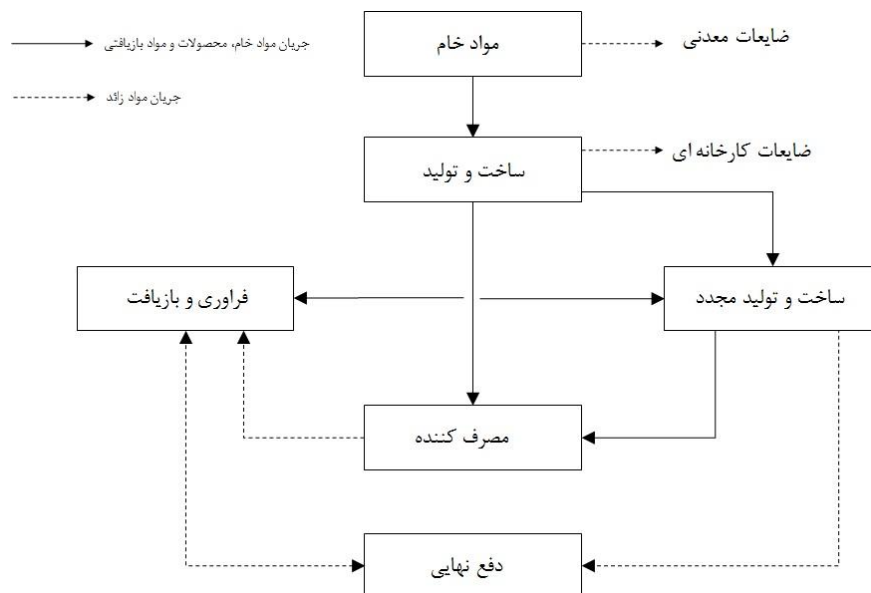 مواد خام
ضایعات معدنی
جریان مواد خام، محصولات و مواد بازیافتی
جریان مواد زائد
ساخت و تولید
ضایعات کارخانه ای
ساخت و تولید مجدد
فراوری و بازیافت
مصرف کننده
دفع نهایی